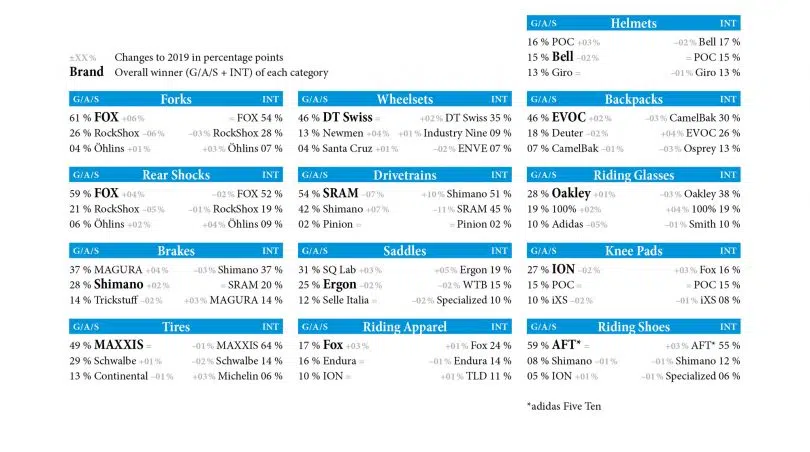 G/A/S Helmets INT
16 % POC +03 % −02 % Bell 17 %
15 % Bell −02 % = POC 15 %
13 % Giro = −01 % Giro 13 %
±XX % Changes to 2019 in percentage points
Brand Overall winner (G/A/S + INT) of each category
G/A/S Forks INT
61 % FOX +06 % = FOX 54 %
26 % RockShox −06 % −03 % RockShox 28 %
04 % Öhlins +01 % +03 % Öhlins 07 %
G/A/S Wheelsets INT
46 % DT Swiss = +02 % DT Swiss 35 %
13 % Newmen +04 % +01 % Industry Nine 09 %
04 % Santa Cruz +01 % −02 % ENVE 07 %
G/A/S Backpacks INT
46 % EVOC +02 % −03 % CamelBak 30 %
18 % Deuter −02 % +04 % EVOC 26 %
07 % CamelBak −01 % −03 % Osprey 13 %
G/A/S Rear Shocks INT
59 % FOX +04 % −02 % FOX 52 %
21 % RockShox −05 % −01 % RockShox 19 %
06 % Öhlins +02 % +04 % Öhlins 09 %
G/A/S Drivetrains INT
54 % SRAM −07 % +10 % Shimano 51 %
42 % Shimano +07 % −11 % SRAM 45 %
02 % Pinion = = Pinion 02 %
G/A/S Riding Glasses INT
28 % Oakley +01 % −03 % Oakley 38 %
19 % 100% +02 % +04 % 100% 19 %
10 % Adidas −05 % −01 % Smith 10 %
G/A/S Brakes INT
37 % MAGURA +04 % −03 % Shimano 37 %
28 % Shimano +02 % = SRAM 20 %
14 % Trickstuff −02 % +03 % MAGURA 14 %
G/A/S Saddles INT
31 % SQ Lab +03 % +05 % Ergon 19 %
25 % Ergon −02 % −02 % WTB 15 %
12 % Selle Italia = −02 % Specialized 10 %
G/A/S Knee Pads INT
27 % ION −02 % +03 % Fox 16 %
15 % POC = = POC 15 %
10 % iXS −02 % −01 % iXS 08 %
G/A/S Tires INT
49 % MAXXIS = −01 % MAXXIS 64 %
29 % Schwalbe +01 % −02 % Schwalbe 14 %
13 % Continental −01 % +03 % Michelin 06 %
G/A/S Riding Apparel INT
17 % Fox +03 % +01 % Fox 24 %
16 % Endura = −01 % Endura 14 %
10 % ION = +01 % TLD 11 %
G/A/S Riding Shoes INT
59 % AFT* = +03 % AFT* 55 %
08 % Shimano −01 % −01 % Shimano 12 %
05 % ION +01 % −01 % Specialized 06 %
*adidas Five Ten